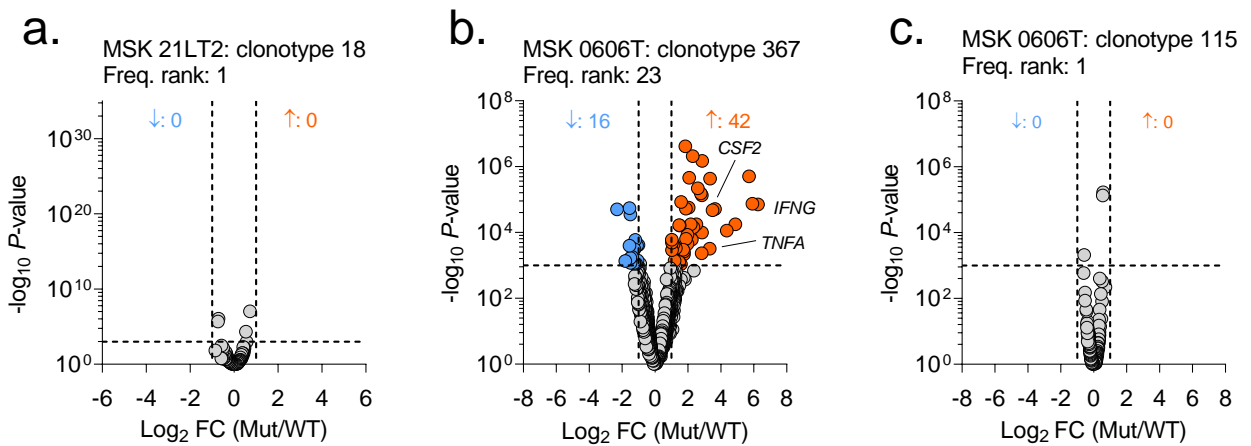 a.
MSK 21LT2: clonotype 18
Freq. rank: 1
↓: 0
↑: 0
10^30
10^20
10^10
10^0
-log10 P-value
-6 -4 -2 0 2 4 6
Log2 FC (Mut/WT)
b.
MSK 0606T: clonotype 367
Freq. rank: 23
↓: 16
↑: 42
CSF2
IFNG
TNFA
10^8
10^6
10^4
10^2
10^0
-log10 P-value
-8 -6 -4 -2 0 2 4 6 8
Log2 FC (Mut/WT)
c.
MSK 0606T: clonotype 115
Freq. rank: 1
↓: 0
↑: 0
10^8
10^6
10^4
10^2
10^0
-log10 P-value
-8 -6 -4 -2 0 2 4 6 8
Log2 FC (Mut/WT)